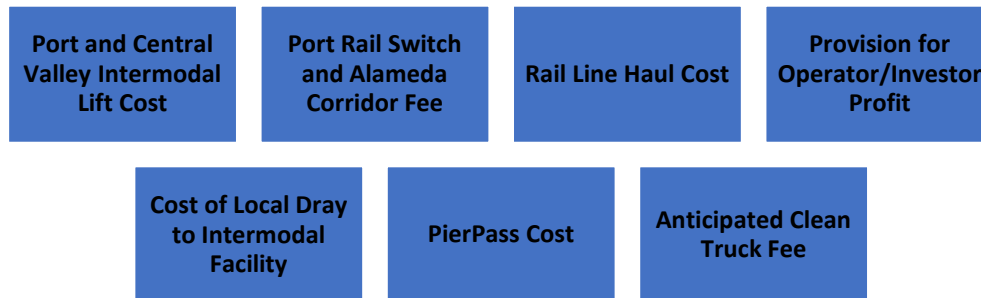 Port and Central
Valley Intermodal
Lift Cost
Port Rail Switch
and Alameda
Corridor Fee
Rail Line Haul Cost
Provision for
Operator/Investor
Profit
Cost of Local Dray
to Intermodal
Facility
PierPass Cost
Anticipated Clean
Truck Fee